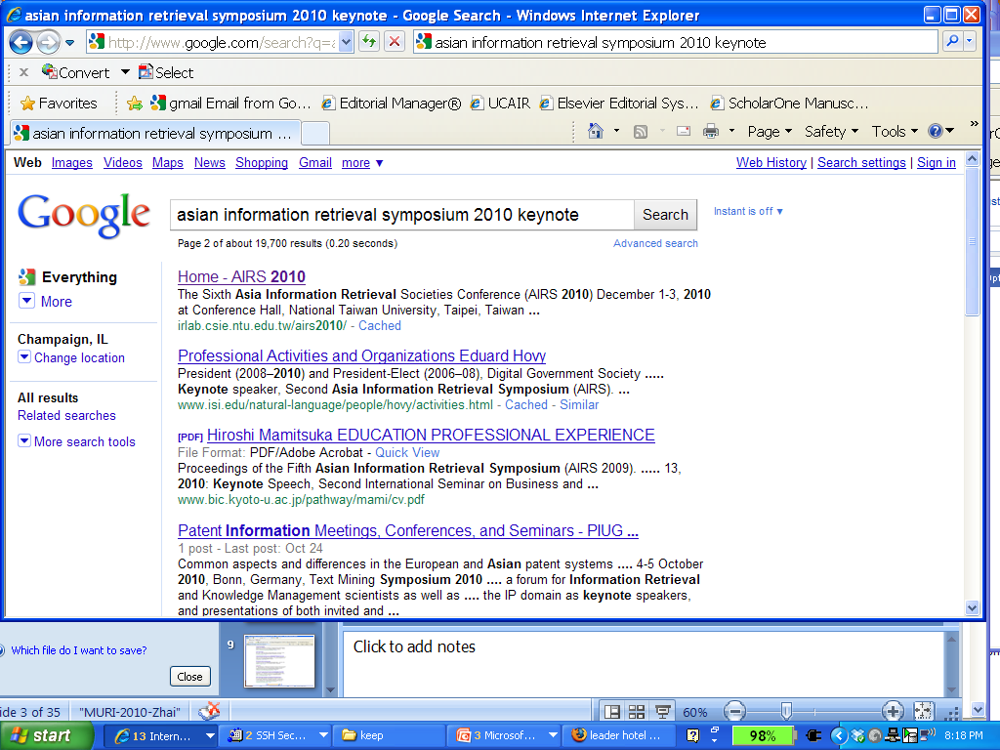 asian information retrieval symposium 2010 keynote - Google Search - Windows Internet Explorer
http://www.google.com/search?q=a
asian information retrieval symposium 2010 keynote
x Convert Select
Favorites gmail Email from Go... Editorial Manager® UCAIR Elsevier Editorial Sys... ScholarOne Manusc...
asian information retrieval symposium ... Page Safety Tools »
Web Images Videos Maps News Shopping Gmail more ▼ Web History | Search settings | Sign in
Google asian information retrieval symposium 2010 keynote Search Instant is off ▼
Page 2 of about 19,700 results (0.20 seconds) Advanced search
Everything
More
Champaign, IL
Change location
All results
Related searches
More search tools
Home - AIRS 2010
The Sixth Asia Information Retrieval Societies Conference (AIRS 2010) December 1-3, 2010
at Conference Hall, National Taiwan University, Taipei, Taiwan ...
irlab.csie.ntu.edu.tw/airs2010/ - Cached
Professional Activities and Organizations Eduard Hovy
President (2008–2010) and President-Elect (2006–08), Digital Government Society .....
Keynote speaker, Second Asia Information Retrieval Symposium (AIRS). ...
www.isi.edu/natural-language/people/hovy/activities.html - Cached - Similar
[PDF] Hiroshi Mamitsuka EDUCATION PROFESSIONAL EXPERIENCE
File Format: PDF/Adobe Acrobat - Quick View
Proceedings of the Fifth Asian Information Retrieval Symposium (AIRS 2009). ..... 13,
2010: Keynote Speech, Second International Seminar on Business and ...
www.bic.kyoto-u.ac.jp/pathway/mami/cv.pdf
Patent Information Meetings, Conferences, and Seminars - PIUG ...
1 post - Last post: Oct 24
Common aspects and differences in the European and Asian patent systems .... 4-5 October
2010, Bonn, Germany, Text Mining Symposium 2010 .... a forum for Information Retrieval
and Knowledge Management scientists as well as .... the IP domain as keynote speakers,
and presentations of both invited and ...
Which file do I want to save?
Close
9
Click to add notes
ide 3 of 35 "MURI-2010-Zhai" 60%
start 13 Intern... 2 SSH Sec... keep 3 Microsof... leader hotel ... 98% 8:18 PM